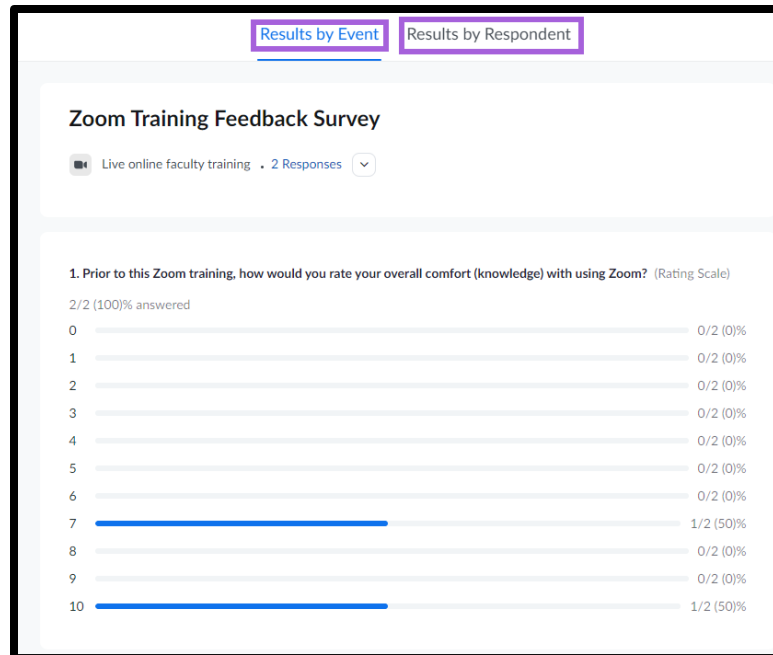 Results by Event Results by Respondent
Zoom Training Feedback Survey
Live online faculty training . 2 Responses
1. Prior to this Zoom training, how would you rate your overall comfort (knowledge) with using Zoom? (Rating Scale)
2/2 (100)% answered
0 0/2 (0)%
1 0/2 (0)%
2 0/2 (0)%
3 0/2 (0)%
4 0/2 (0)%
5 0/2 (0)%
6 0/2 (0)%
7 1/2 (50)%
8 0/2 (0)%
9 0/2 (0)%
10 1/2 (50)%